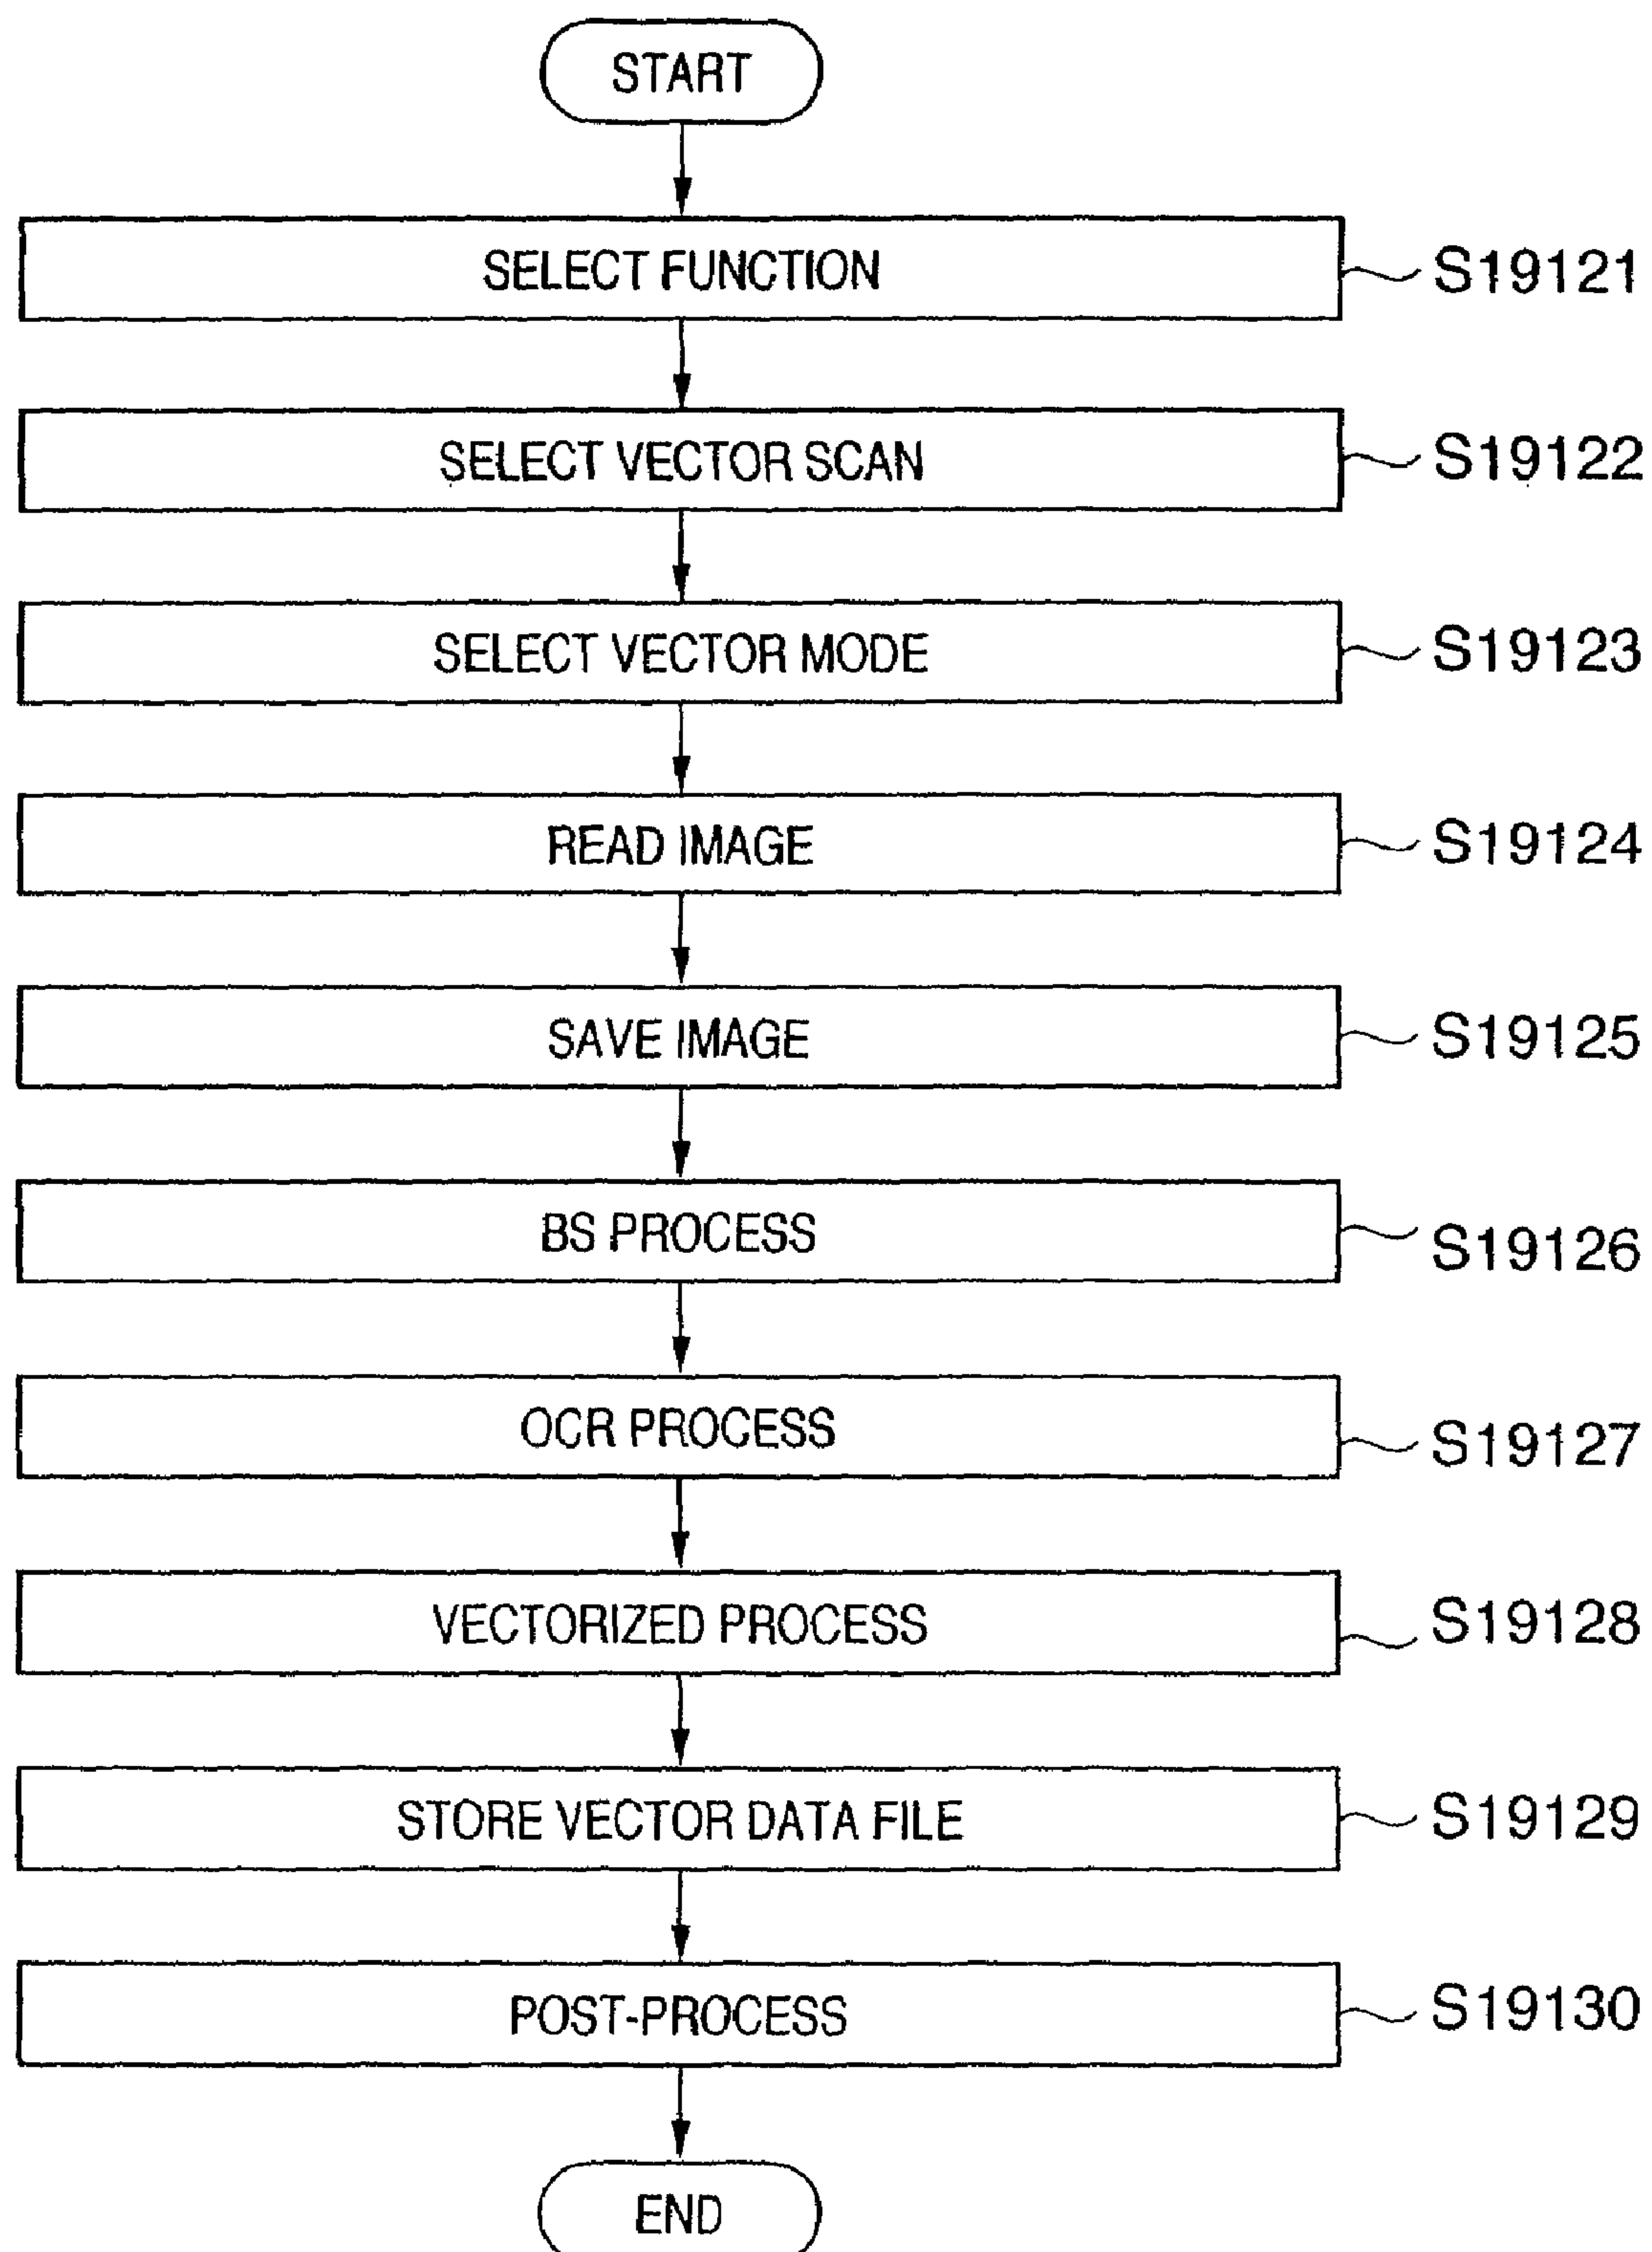 START
SELECT FUNCTION S19121
SELECT VECTOR SCAN S19122
SELECT VECTOR MODE S19123
READ IMAGE S19124
SAVE IMAGE S19125
BS PROCESS S19126
OCR PROCESS S19127
VECTORIZED PROCESS S19128
STORE VECTOR DATA FILE S19129
POST-PROCESS S19130
END